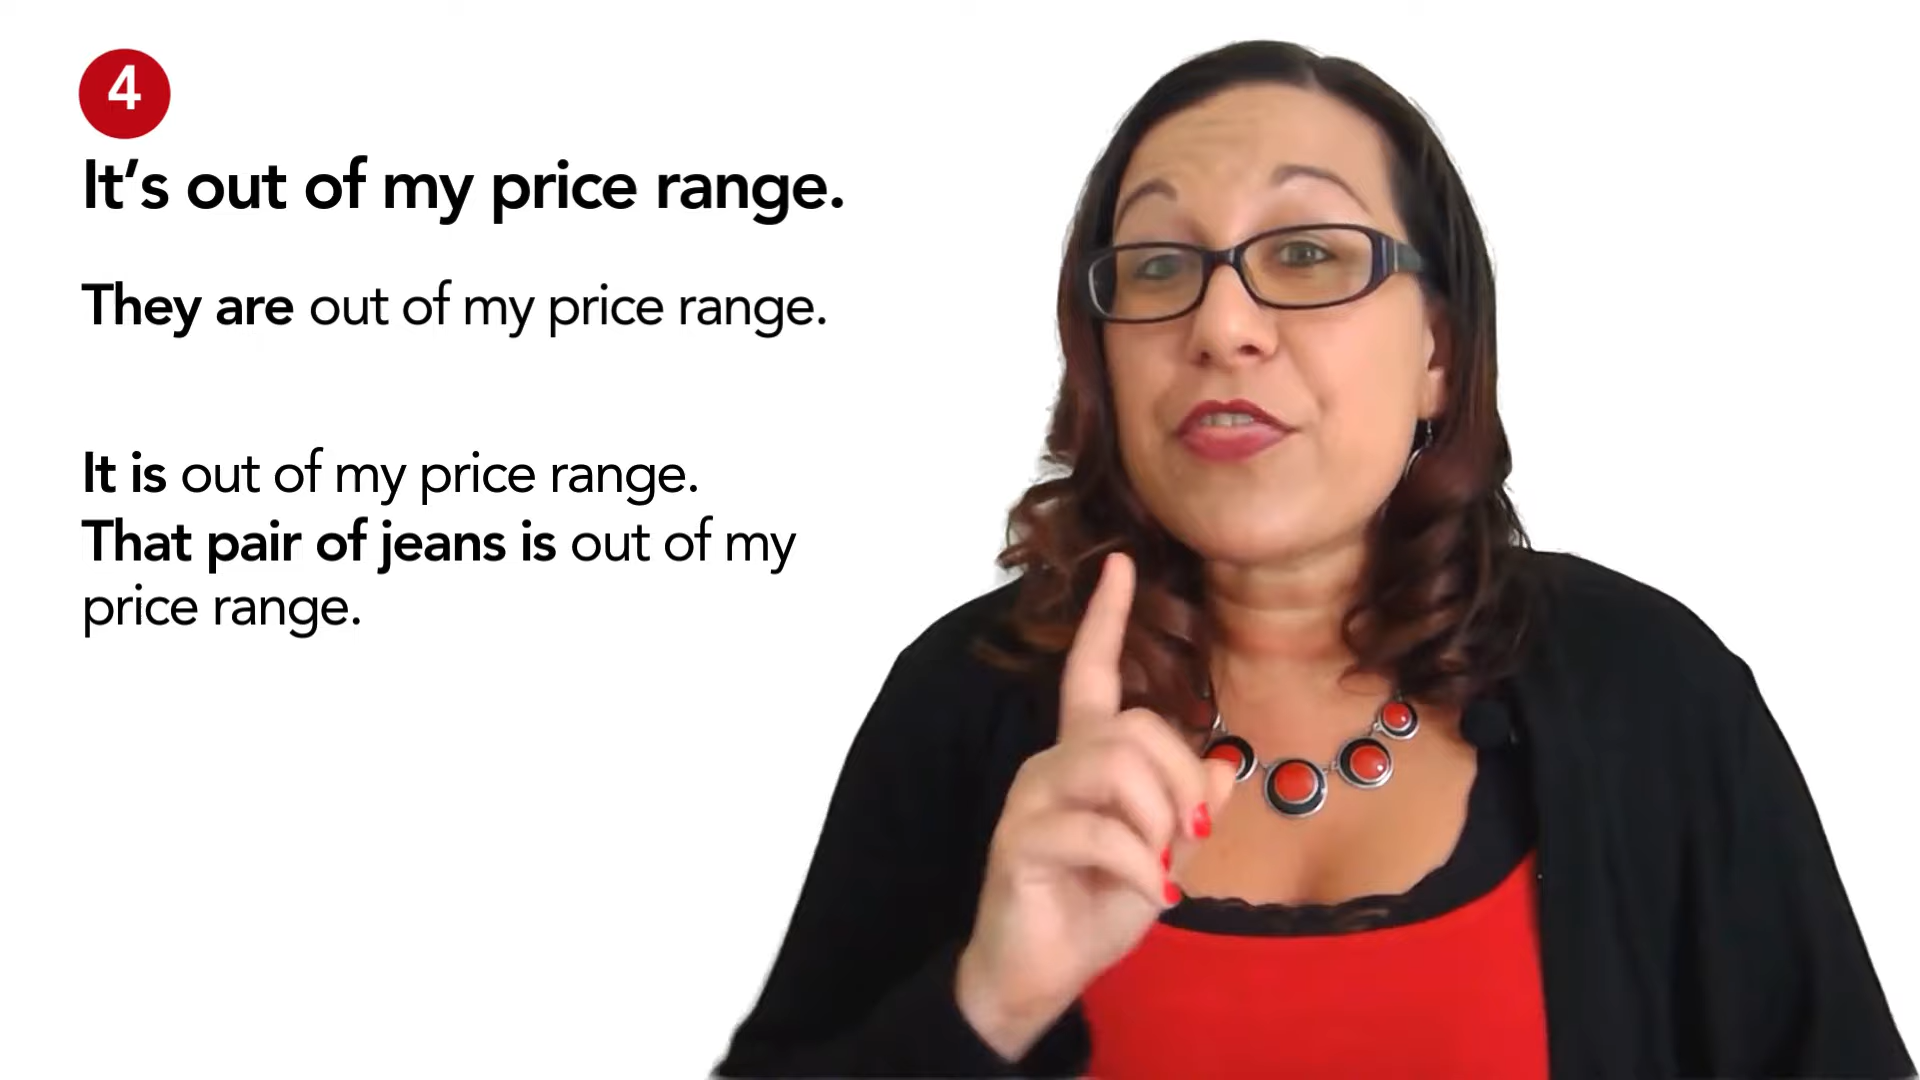 4
It’s out of my price range.
They are out of my price range.
It is out of my price range.
That pair of jeans is out of my
price range.